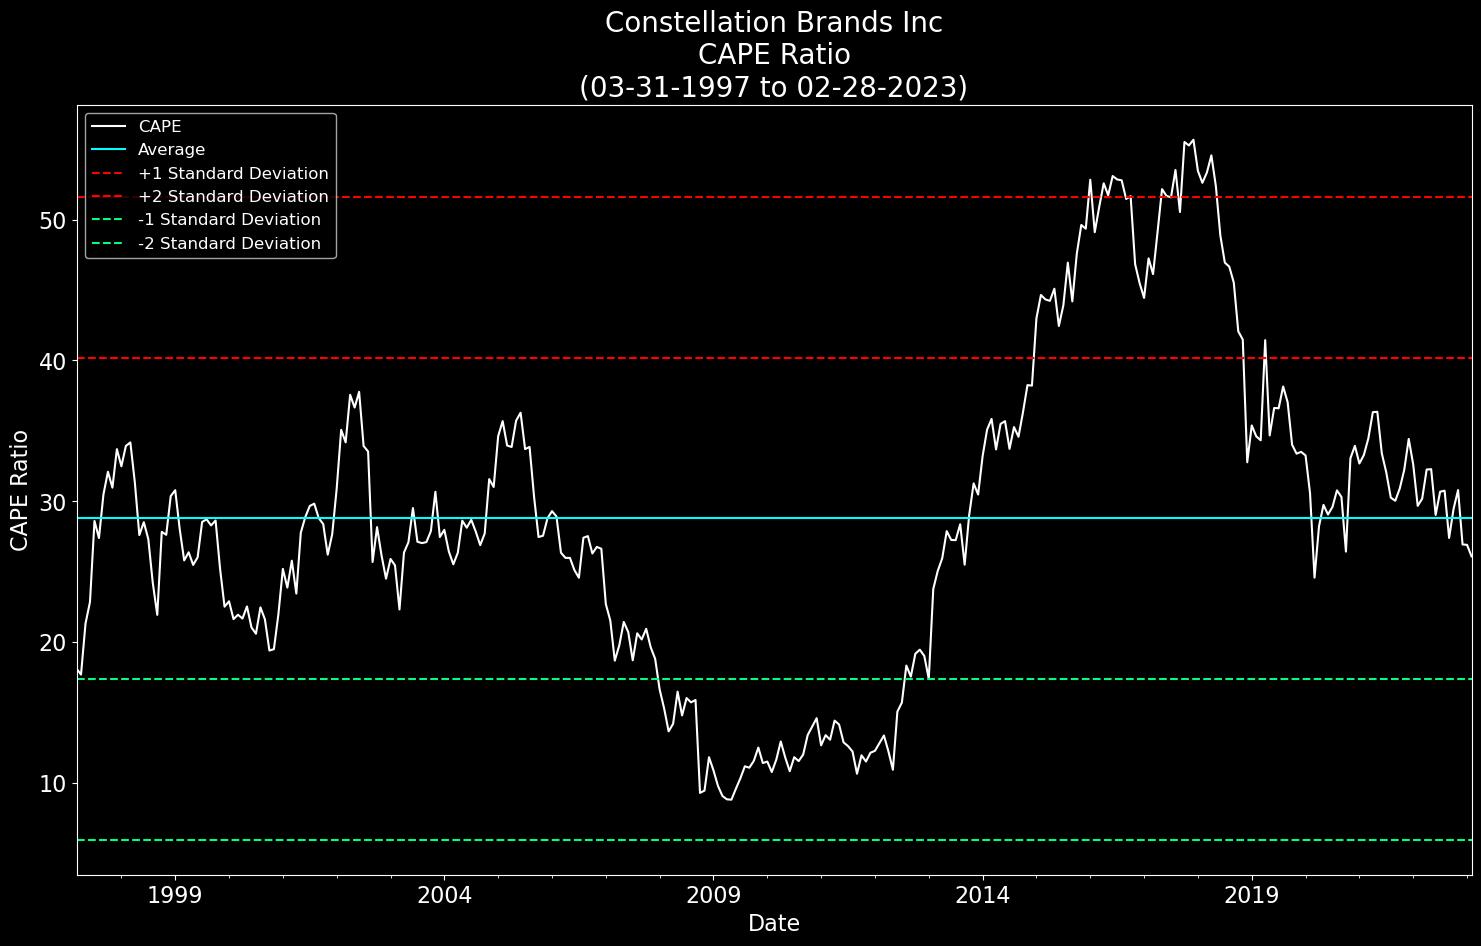 Constellation Brands Inc
CAPE Ratio
(03-31-1997 to 02-28-2023)
CAPE
Average
+1 Standard Deviation
+2 Standard Deviation
-1 Standard Deviation
-2 Standard Deviation
CAPE Ratio
50
40
30
20
10
1999
2004
2009
2014
2019
Date